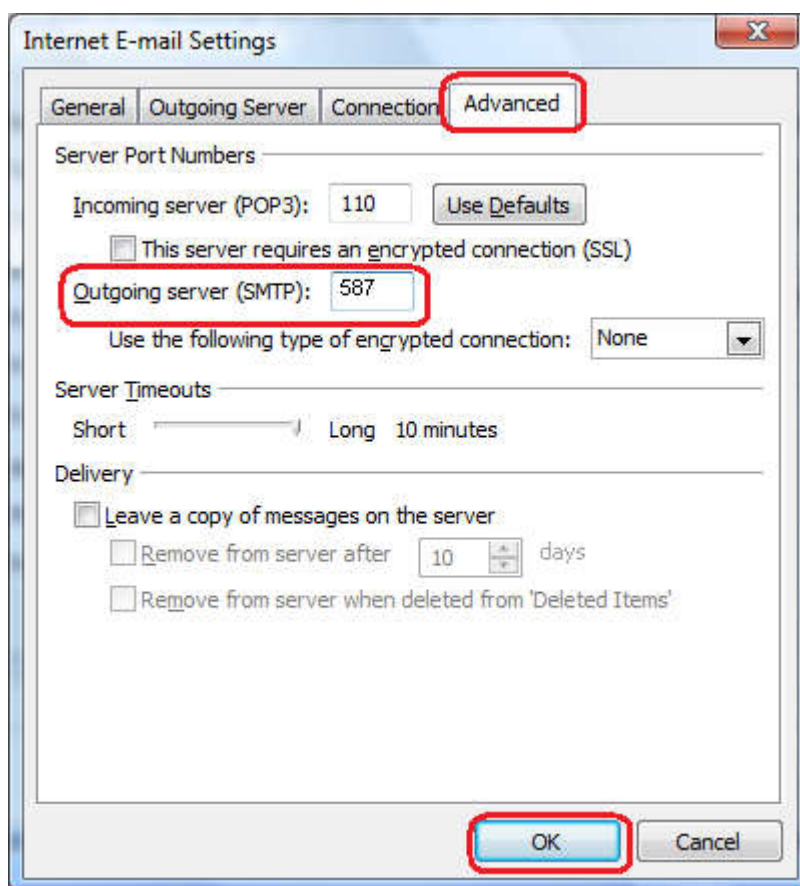 Internet E-mail Settings
General Outgoing Server Connection Advanced
Server Port Numbers
Incoming server (POP3): 110 Use Defaults
This server requires an encrypted connection (SSL)
Outgoing server (SMTP): 587
Use the following type of encrypted connection: None
Server Timeouts
Short Long 10 minutes
Delivery
Leave a copy of messages on the server
Remove from server after 10 days
Remove from server when deleted from 'Deleted Items'
OK Cancel